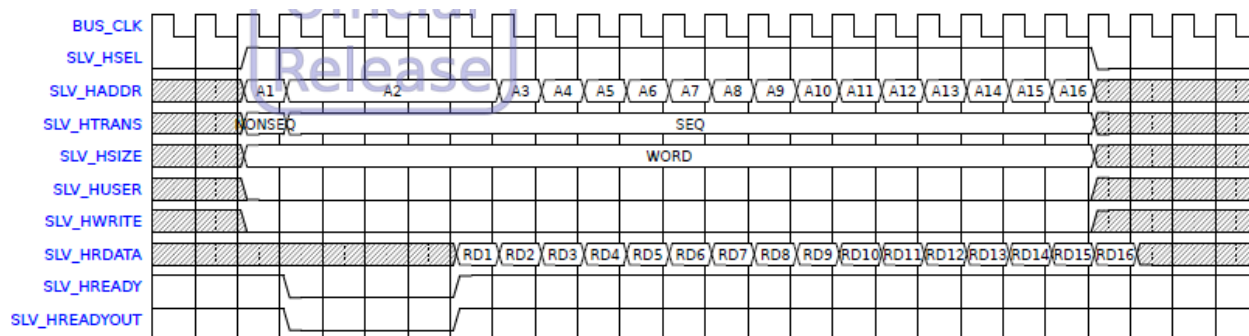 Official
BUS_CLK
SLV_HSEL
Release
SLV_HADDR A1 A2 A3 A4 A5 A6 A7 A8 A9 A10 A11 A12 A13 A14 A15 A16
SLV_HTRANS NONSEQ SEQ
SLV_HSIZE WORD
SLV_HUSER
SLV_HWRITE
SLV_HRDATA RD1 RD2 RD3 RD4 RD5 RD6 RD7 RD8 RD9 RD10 RD11 RD12 RD13 RD14 RD15 RD16
SLV_HREADY
SLV_HREADYOUT